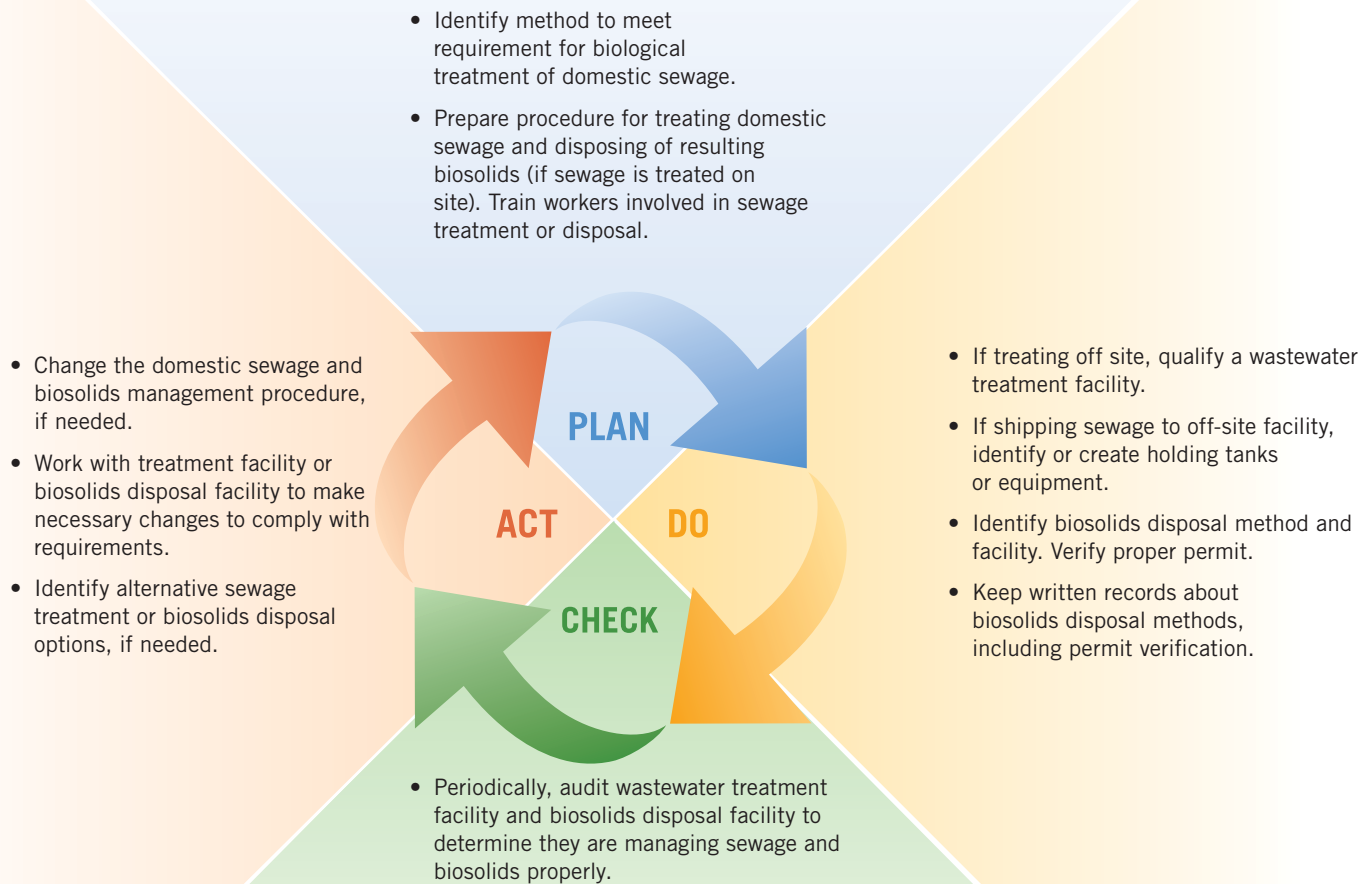 • Identify method to meet
requirement for biological
treatment of domestic sewage.
• Prepare procedure for treating domestic
sewage and disposing of resulting
biosolids (if sewage is treated on
site). Train workers involved in sewage
treatment or disposal.
PLAN
DO
CHECK
ACT
• If treating off site, qualify a wastewater
treatment facility.
• If shipping sewage to off-site facility,
identify or create holding tanks
or equipment.
• Identify biosolids disposal method and
facility. Verify proper permit.
• Keep written records about
biosolids disposal methods,
including permit verification.
• Periodically, audit wastewater treatment
facility and biosolids disposal facility to
determine they are managing sewage and
biosolids properly.
• Change the domestic sewage and
biosolids management procedure,
if needed.
• Work with treatment facility or
biosolids disposal facility to make
necessary changes to comply with
requirements.
• Identify alternative sewage
treatment or biosolids disposal
options, if needed.